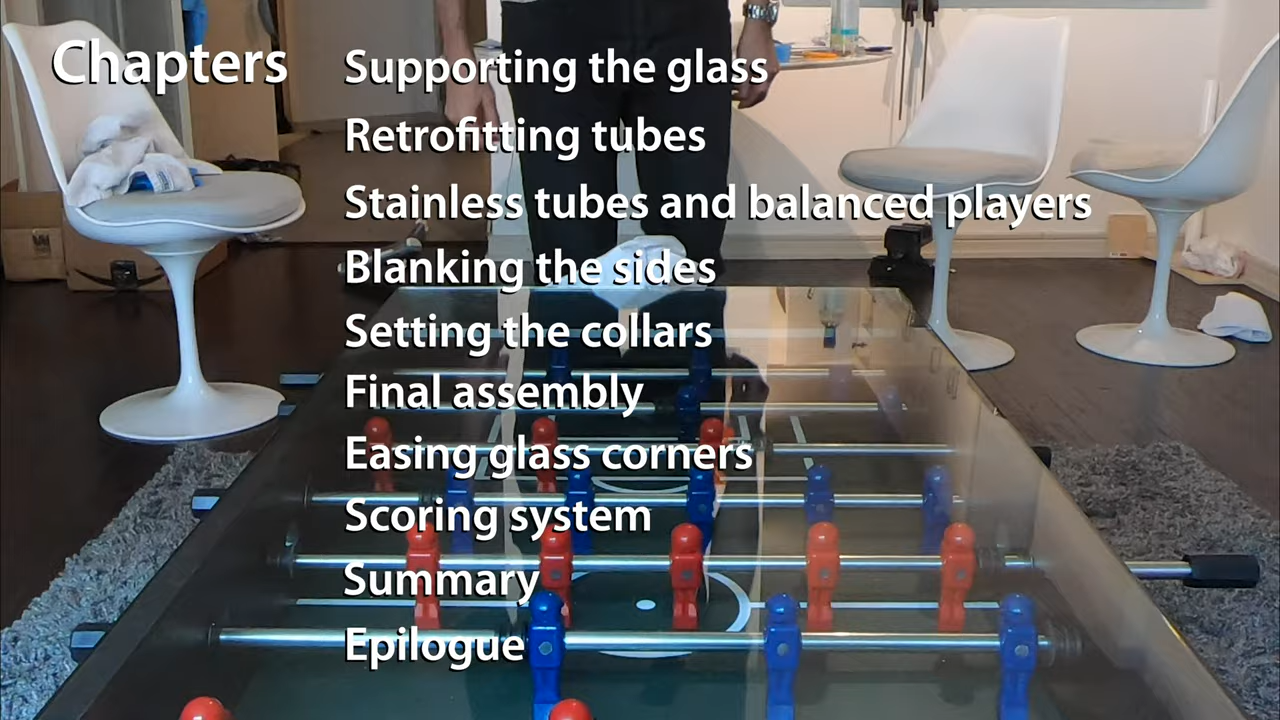 Chapters
Supporting the glass
Retrofitting tubes
Stainless tubes and balanced players
Blanking the sides
Setting the collars
Final assembly
Easing glass corners
Scoring system
Summary
Epilogue